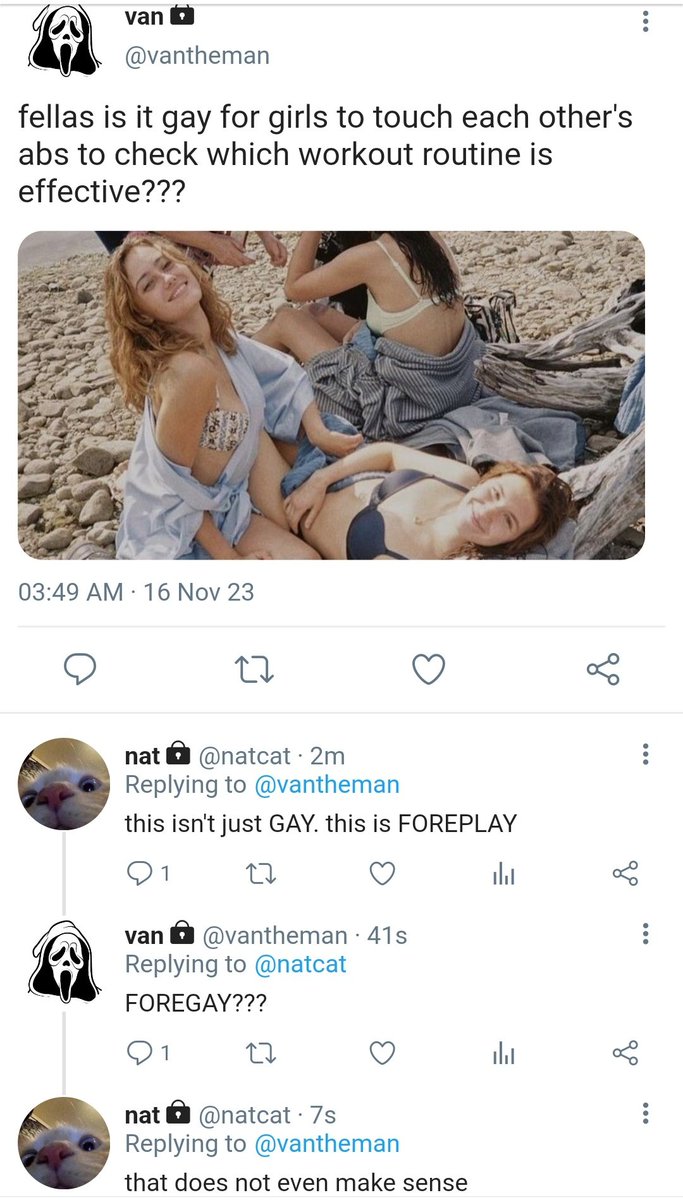 van
@vantheman
fellas is it gay for girls to touch each other's
abs to check which workout routine is
effective???
03:49 AM · 16 Nov 23
nat @natcat · 2m
Replying to @vantheman
this isn't just GAY. this is FOREPLAY
1
van @vantheman · 41s
Replying to @natcat
FOREGAY???
1
nat @natcat · 7s
Replying to @vantheman
that does not even make sense